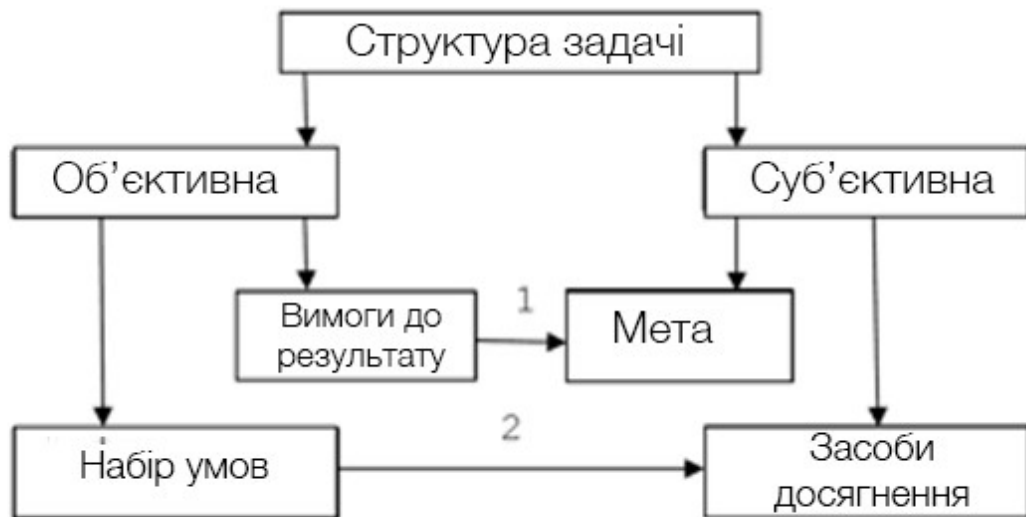 Структура задачі
Об’єктивна
Суб’єктивна
Вимоги до
результату
1
Мета
Набір умов
2
Засоби
досягнення